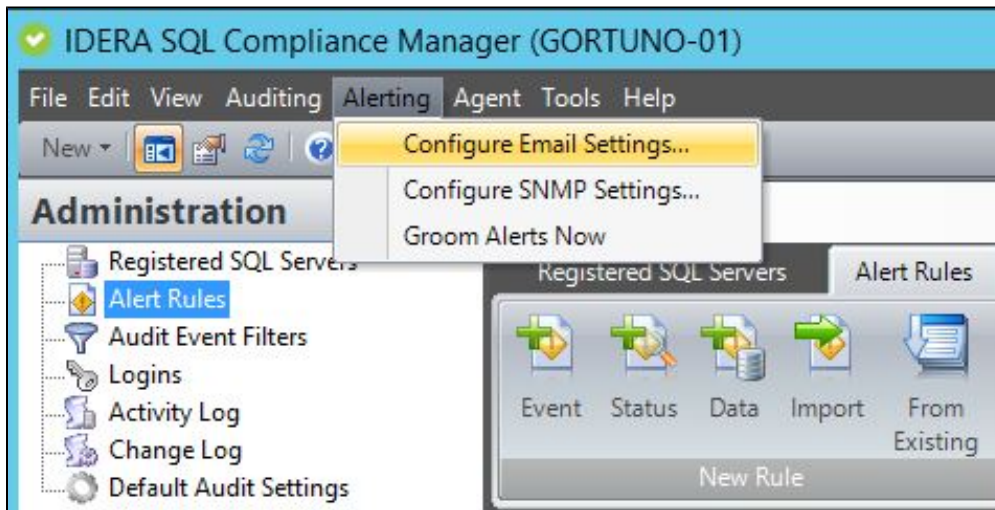 IDERA SQL Compliance Manager (GORTUNO-01)
File Edit View Auditing Alerting Agent Tools Help
New
Configure Email Settings...
Configure SNMP Settings...
Groom Alerts Now
Administration
Registered SQL Servers
Alert Rules
Audit Event Filters
Logins
Activity Log
Change Log
Default Audit Settings
Registered SQL Servers Alert Rules
Event Status Data Import From Existing
New Rule